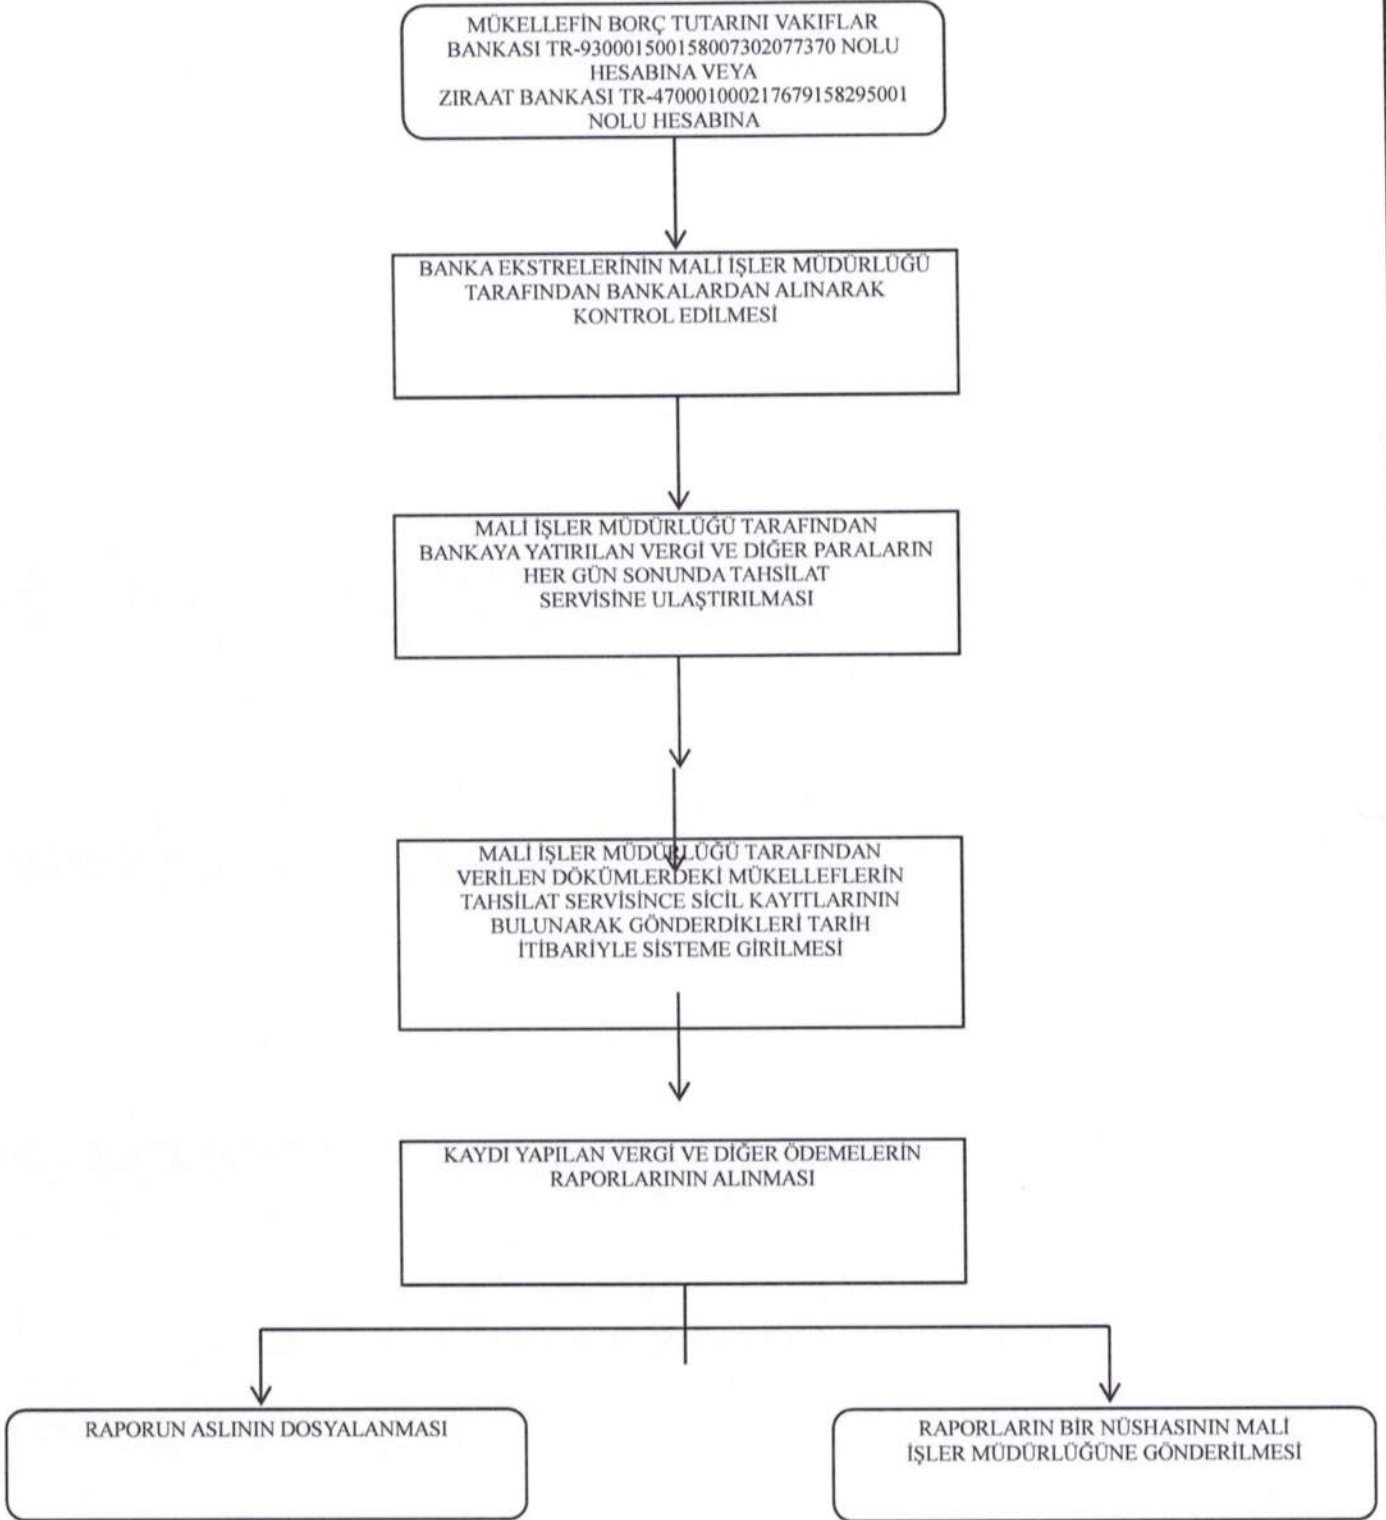 MÜKELLEFİN BORÇ TUTARINI VAKIFLAR
BANKASI TR-930001500158007302077370 NOLU
HESABINA VEYA
ZIRAAT BANKASI TR-470001000217679158295001
NOLU HESABINA
BANKA EKSTRELERİNİN MALİ İŞLER MÜDÜRLÜĞÜ
TARAFINDAN BANKALARDAN ALINARAK
KONTROL EDİLMESİ
MALİ İŞLER MÜDÜRLÜĞÜ TARAFINDAN
BANKAYA YATIRILAN VERGİ VE DİĞER PARALARIN
HER GÜN SONUNDA TAHSİLAT
SERVİSİNE ULAŞTIRILMASI
MALİ İŞLER MÜDÜRLÜĞÜ TARAFINDAN
VERİLEN DÖKÜMLERDEKİ MÜKELLEFLERİN
TAHSİLAT SERVİSİNCE SİCİL KAYITLARININ
BULUNARAK GÖNDERDİKLERİ TARİH
İTİBARİYLE SİSTEME GİRİLMESİ
KAYDI YAPILAN VERGİ VE DİĞER ÖDEMELERİN
RAPORLARININ ALINMASI
RAPORUN ASLININ DOSYALANMASI
RAPORLARIN BİR NÜSHASININ MALİ
İŞLER MÜDÜRLÜĞÜNE GÖNDERİLMESİ